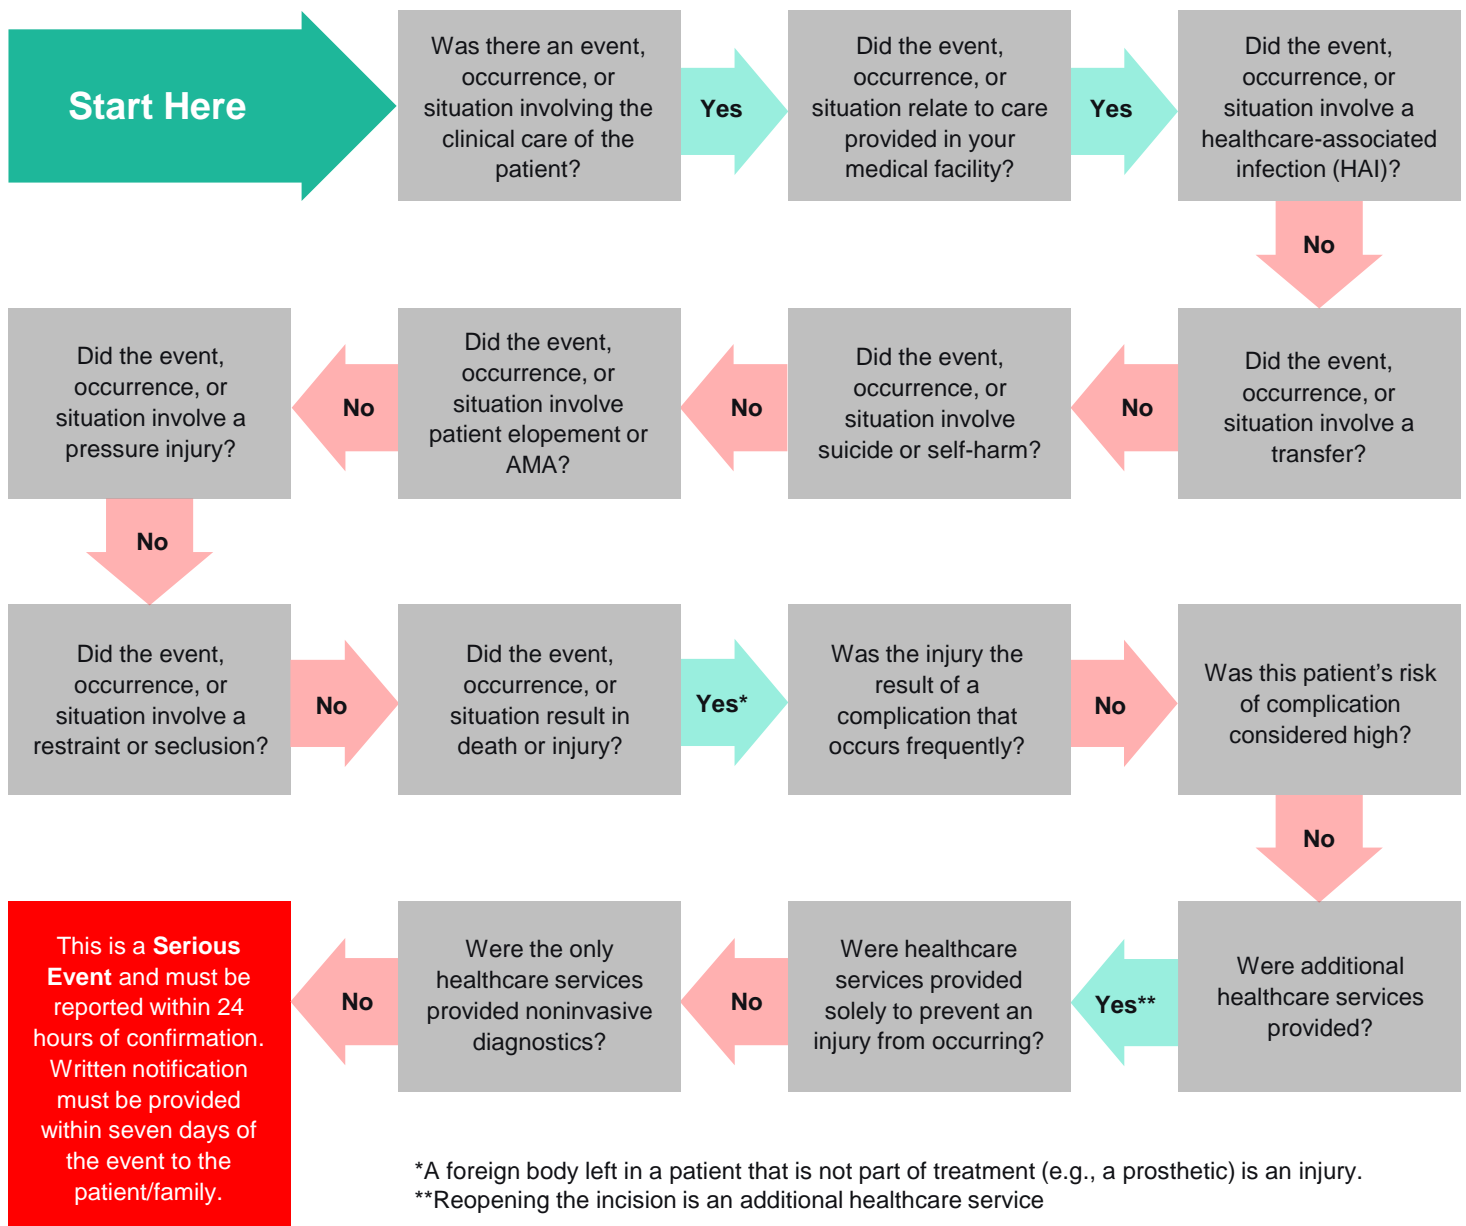 Start Here
Was there an event,
occurrence, or
situation involving the
clinical care of the
patient?
Yes
Did the event,
occurrence, or
situation relate to care
provided in your
medical facility?
Yes
Did the event,
occurrence, or
situation involve a
healthcare-associated
infection (HAI)?
No
Did the event,
occurrence, or
situation involve a
transfer?
No
Did the event,
occurrence, or
situation involve
suicide or self-harm?
No
Did the event,
occurrence, or
situation involve
patient elopement or
AMA?
No
Did the event,
occurrence, or
situation involve a
pressure injury?
No
Did the event,
occurrence, or
situation involve a
restraint or seclusion?
No
Did the event,
occurrence, or
situation result in
death or injury?
Yes*
Was the injury the
result of a
complication that
occurs frequently?
No
Was this patient’s risk
of complication
considered high?
No
Were additional
healthcare services
provided?
Yes**
Were healthcare
services provided
solely to prevent an
injury from occurring?
No
Were the only
healthcare services
provided noninvasive
diagnostics?
No
This is a Serious
Event and must be
reported within 24
hours of confirmation.
Written notification
must be provided
within seven days of
the event to the
patient/family.
*A foreign body left in a patient that is not part of treatment (e.g., a prosthetic) is an injury.
**Reopening the incision is an additional healthcare service